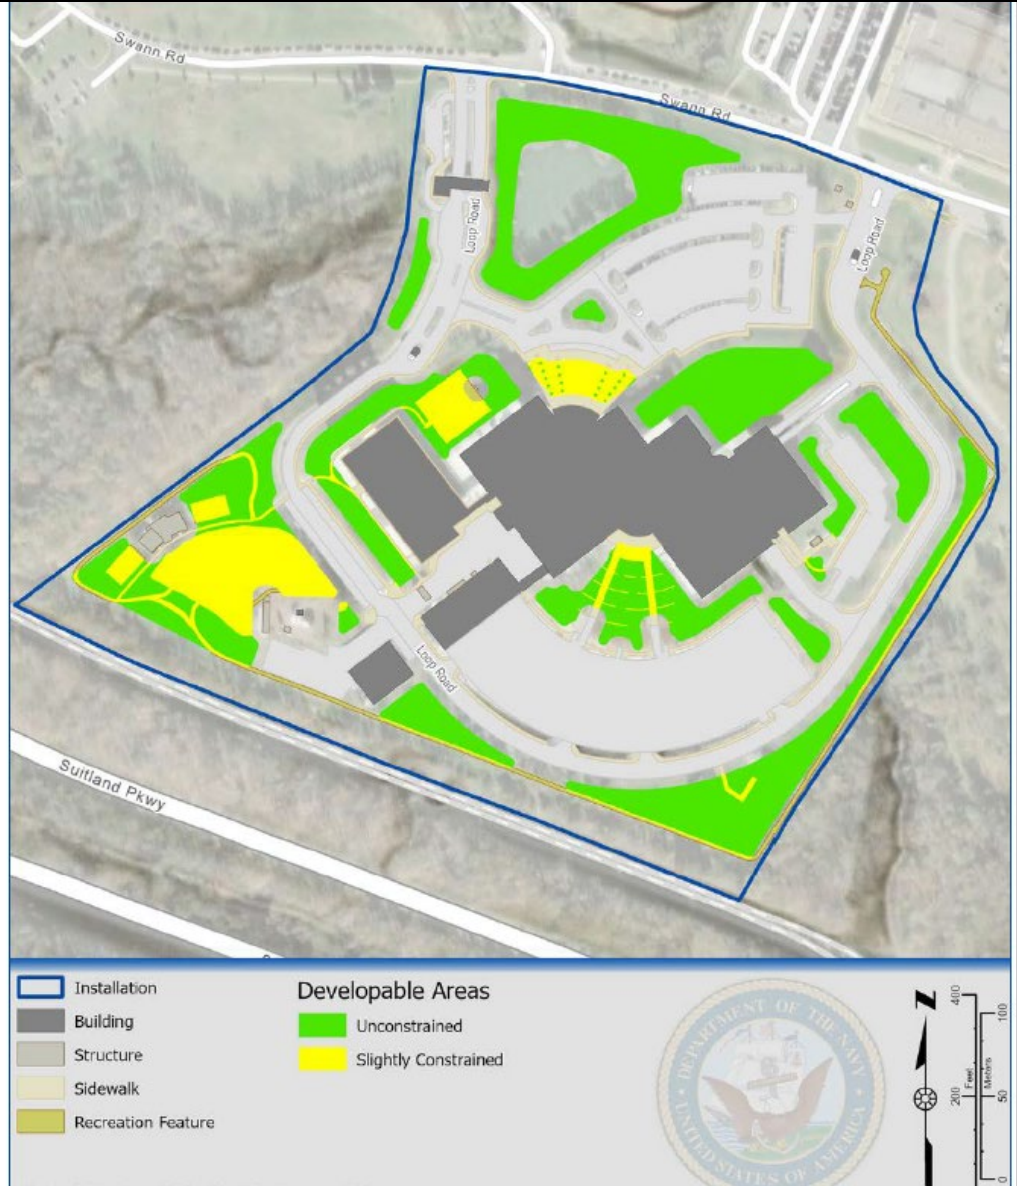 Swann Rd
Swann Rd
Loop Road
Loop Road
Loop Road
Suitland Pkwy
Installation
Building
Structure
Sidewalk
Recreation Feature
Developable Areas
Unconstrained
Slightly Constrained
DEPARTMENT OF THE NAVY
UNITED STATES OF AMERICA
N
400
200
Feet
100
50
0
Meters